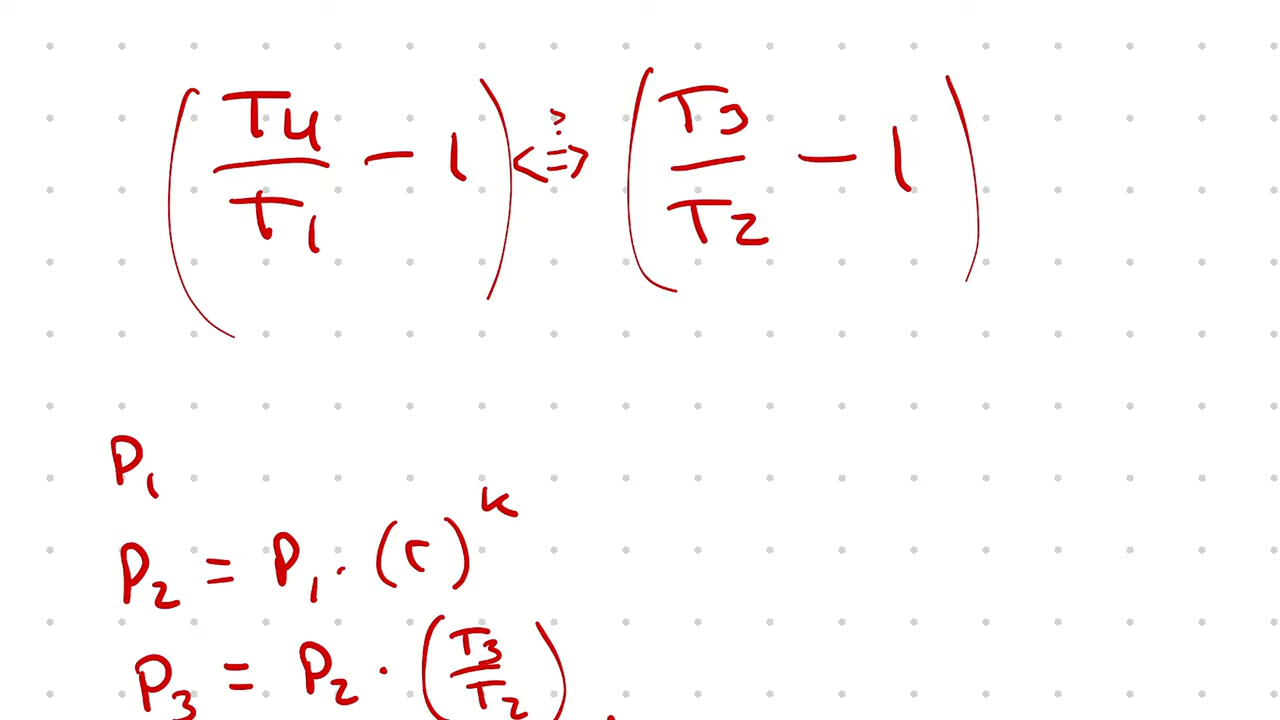 (T4/T1 - 1) <=>? (T3/T2 - 1)
P1
P2 = P1 · (r)^k
P3 = P2 · (T3/T2)